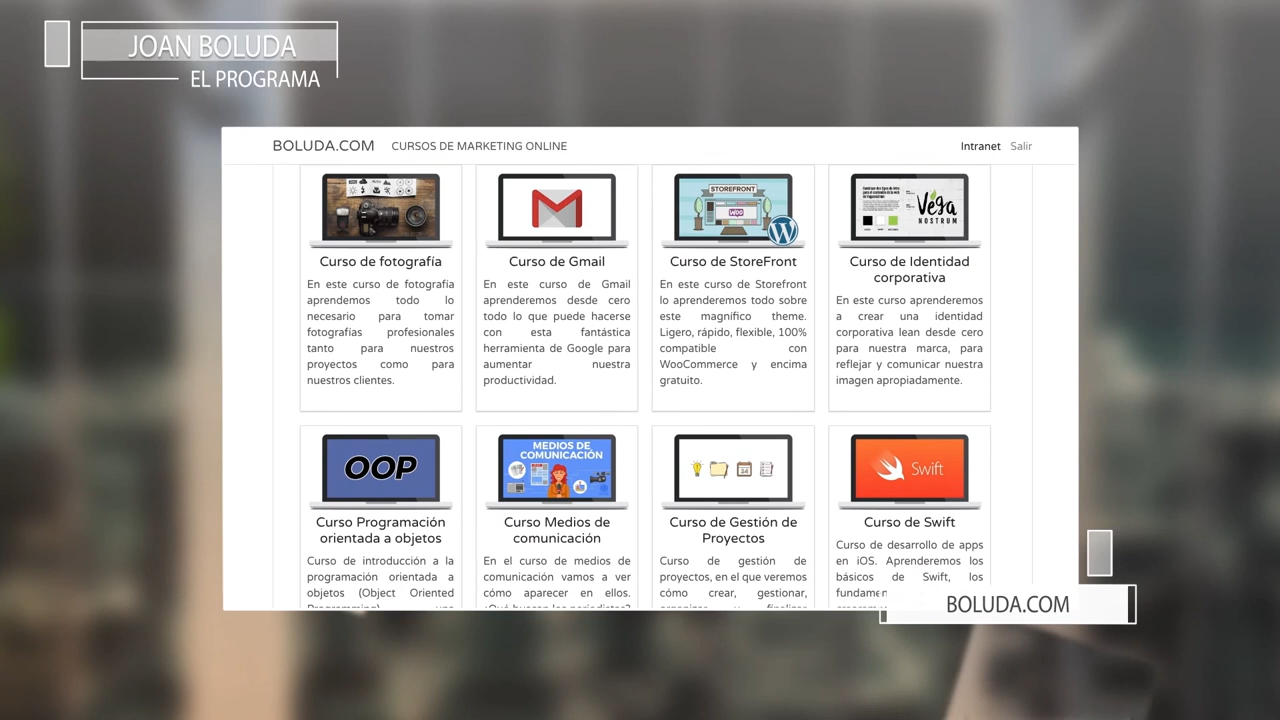 JOAN BOLUDA
EL PROGRAMA
BOLUDA.COM
CURSOS DE MARKETING ONLINE
Intranet
Salir
Curso de fotografía
En este curso de fotografía
aprendemos todo lo
necesario para tomar
fotografías profesionales
tanto para nuestros
proyectos como para
nuestros clientes.
Curso de Gmail
En este curso de Gmail
aprenderemos desde cero
todo lo que puede hacerse
con esta fantástica
herramienta de Google para
aumentar nuestra
productividad.
STOREFRONT
WOO
Curso de StoreFront
En este curso de Storefront
lo aprenderemos todo sobre
este magnífico theme.
Ligero, rápido, flexible, 100%
compatible con
WooCommerce y encima
gratuito.
Vega
NOSTRUM
Curso de Identidad
corporativa
En este curso aprenderemos
a crear una identidad
corporativa lean desde cero
para nuestra marca, para
reflejar y comunicar nuestra
imagen apropiadamente.
OOP
Curso Programación
orientada a objetos
Curso de introducción a la
programación orientada a
objetos (Object Oriented
MEDIOS DE
COMUNICACIÓN
Curso Medios de
comunicación
En el curso de medios de
comunicación vamos a ver
cómo aparecer en ellos.
¿Qué buscan los periodistas?
Curso de Gestión de
Proyectos
Curso de gestión de
proyectos, en el que veremos
cómo crear, gestionar,
Swift
Curso de Swift
Curso de desarrollo de apps
en iOS. Aprenderemos los
básicos de Swift, los
BOLUDA.COM